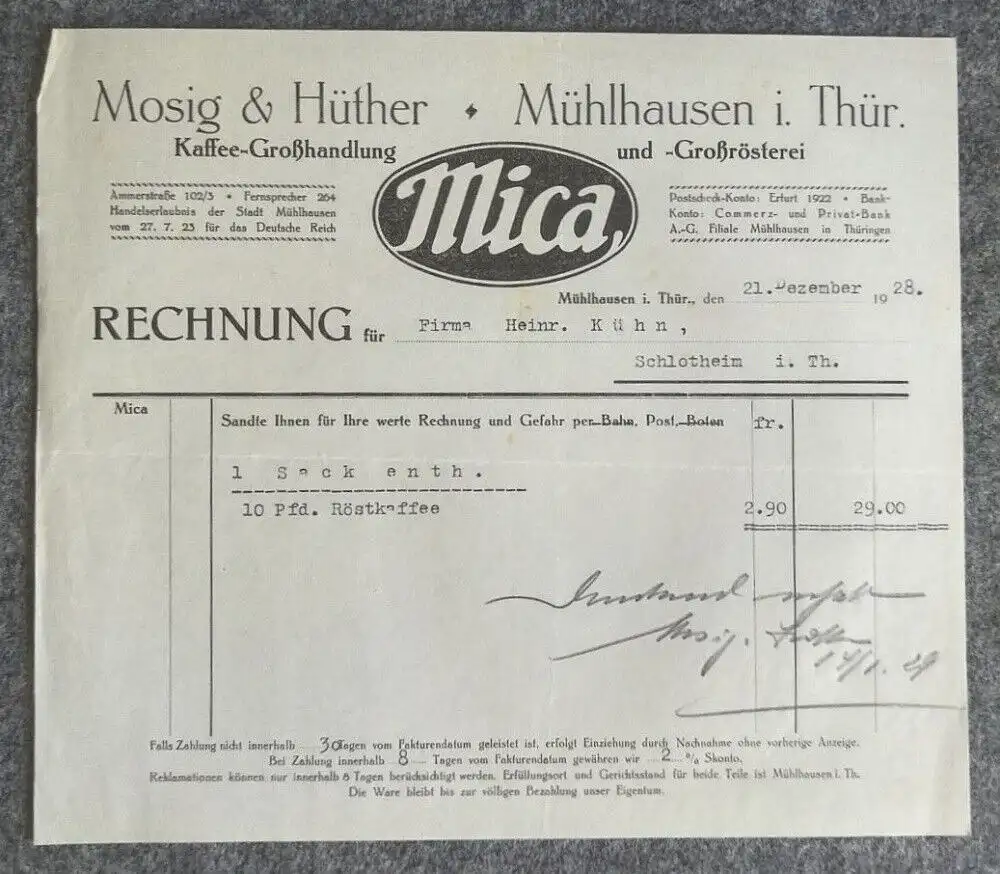 Mosig & Hüther ✦ Mühlhausen i. Thür.
Kaffee-Großhandlung und -Großrösterei
Mica
Ammerstraße 102/3 • Fernsprecher 264
Handelserlaubnis der Stadt Mühlhausen
vom 27. 7. 23 für das Deutsche Reich
Postscheck-Konto: Erfurt 1922 • Bank-
Konto: Commerz- und Privat-Bank
A.-G. Filiale Mühlhausen in Thüringen
Mühlhausen i. Thür., den 21.Dezember 1928.
RECHNUNG für Firma Heinr. Kühn,
Schlotheim i. Th.
Mica
Sandte Ihnen für Ihre werte Rechnung und Gefahr per Bahn, Post, Boten fr.
1 Sack enth.
10 Pfd. Röstkaffee 2.90 29.00
Mosig.
Falls Zahlung nicht innerhalb 30 Tagen vom Fakturendatum geleistet ist, erfolgt Einziehung durch Nachnahme ohne vorherige Anzeige.
Bei Zahlung innerhalb 8 Tagen vom Fakturendatum gewähren wir 2 % Skonto.
Reklamationen können nur innerhalb 8 Tagen berücksichtigt werden. Erfüllungsort und Gerichtsstand für beide Teile ist Mühlhausen i. Th.
Die Ware bleibt bis zur völligen Bezahlung unser Eigentum.